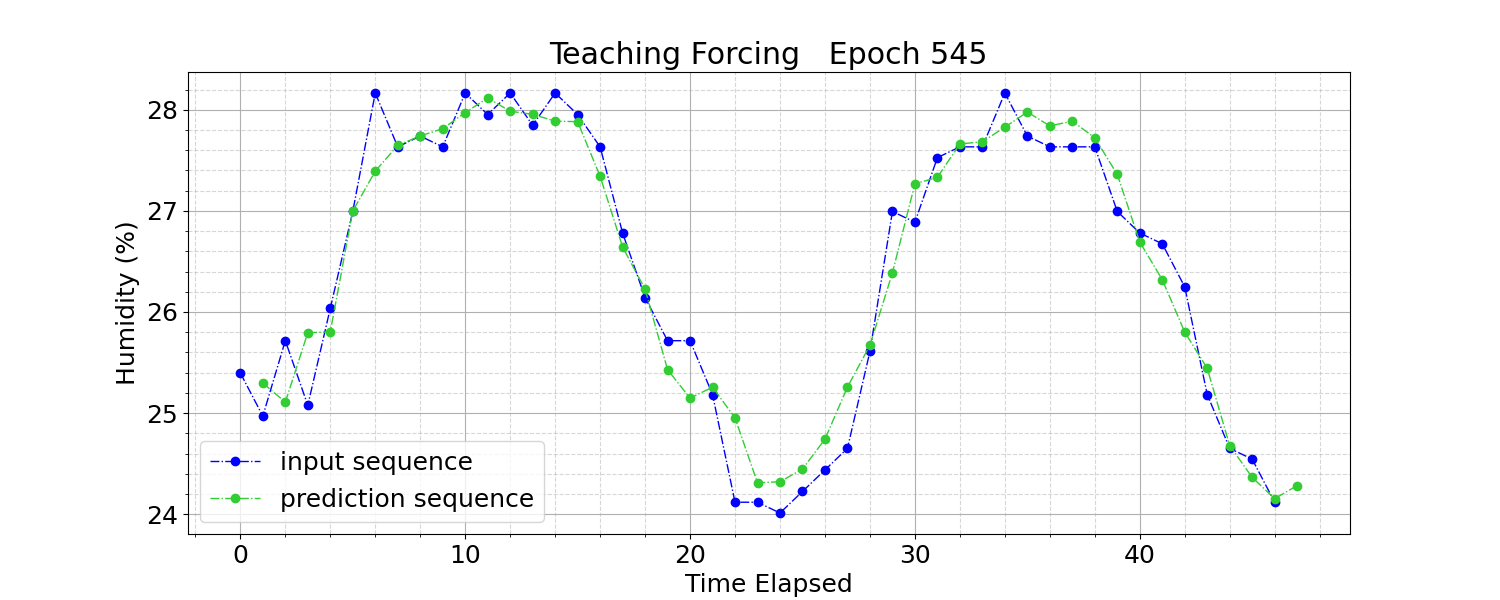 Teaching Forcing   Epoch 545
Humidity (%)
28
27
26
25
24
input sequence
prediction sequence
0 10 20 30 40
Time Elapsed